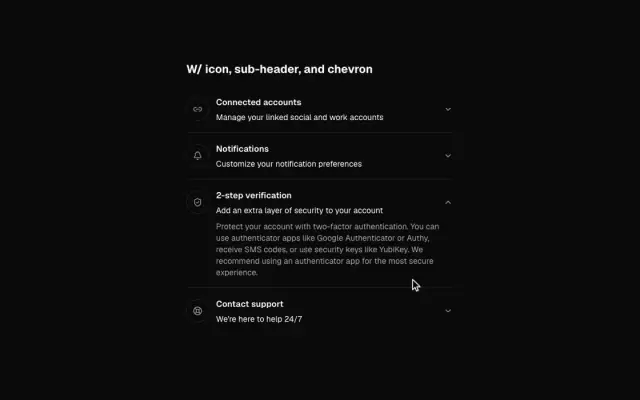 W/ icon, sub-header, and chevron
Connected accounts
Manage your linked social and work accounts
Notifications
Customize your notification preferences
2-step verification
Add an extra layer of security to your account
Protect your account with two-factor authentication. You can
use authenticator apps like Google Authenticator or Authy,
receive SMS codes, or use security keys like YubiKey. We
recommend using an authenticator app for the most secure
experience.
Contact support
We're here to help 24/7